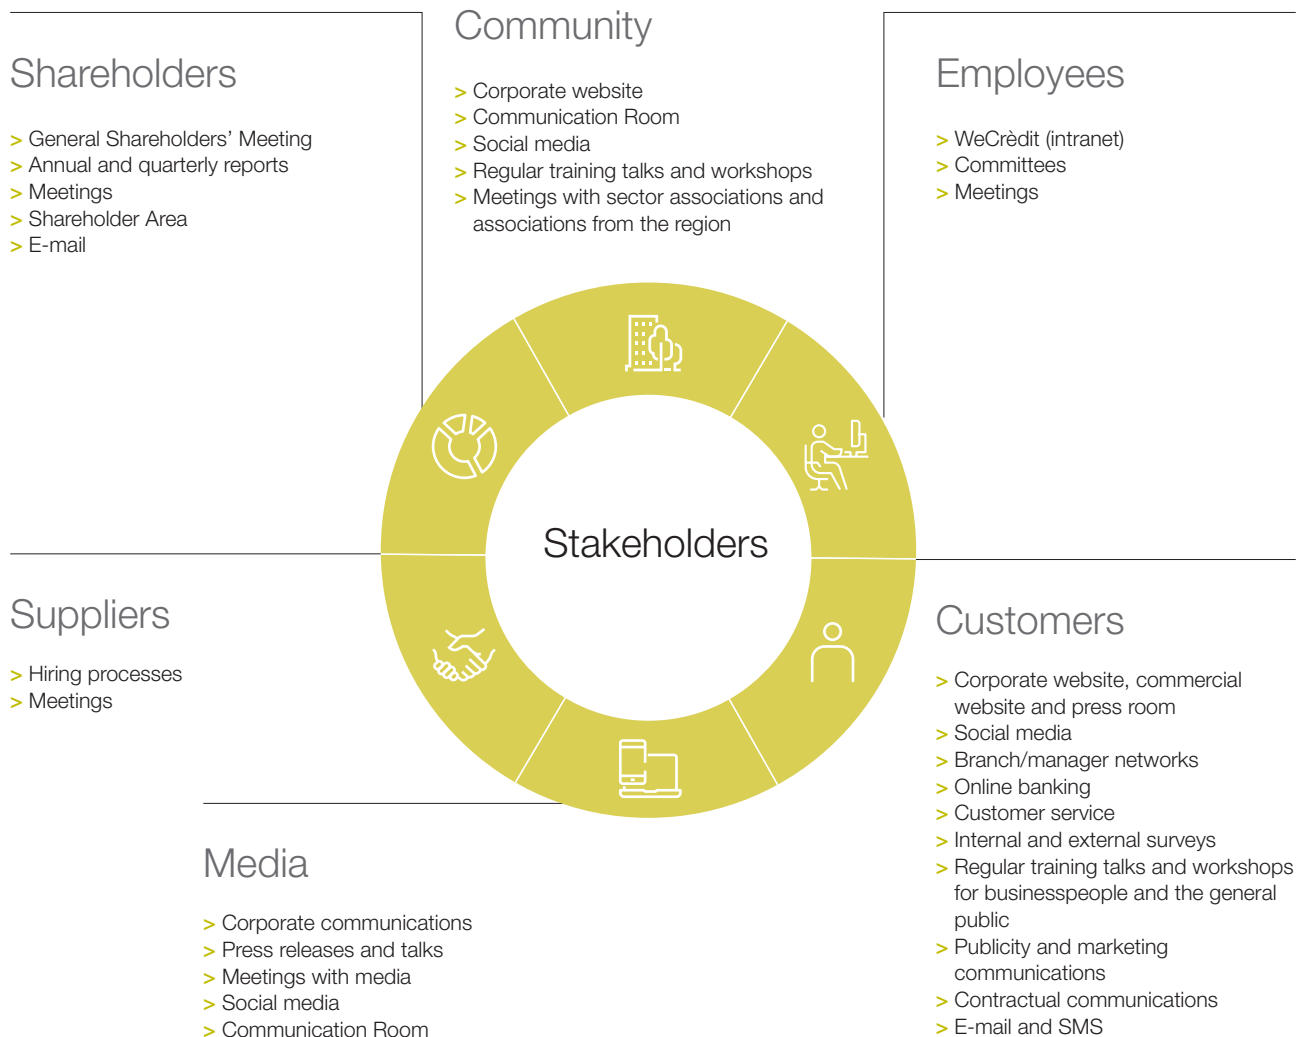 Shareholders
> General Shareholders’ Meeting
> Annual and quarterly reports
> Meetings
> Shareholder Area
> E-mail
Community
> Corporate website
> Communication Room
> Social media
> Regular training talks and workshops
> Meetings with sector associations and
associations from the region
Employees
> WeCrèdit (intranet)
> Committees
> Meetings
Stakeholders
Suppliers
> Hiring processes
> Meetings
Customers
> Corporate website, commercial
website and press room
> Social media
> Branch/manager networks
> Online banking
> Customer service
> Internal and external surveys
> Regular training talks and workshops
for businesspeople and the general
public
> Publicity and marketing
communications
> Contractual communications
> E-mail and SMS
Media
> Corporate communications
> Press releases and talks
> Meetings with media
> Social media
> Communication Room